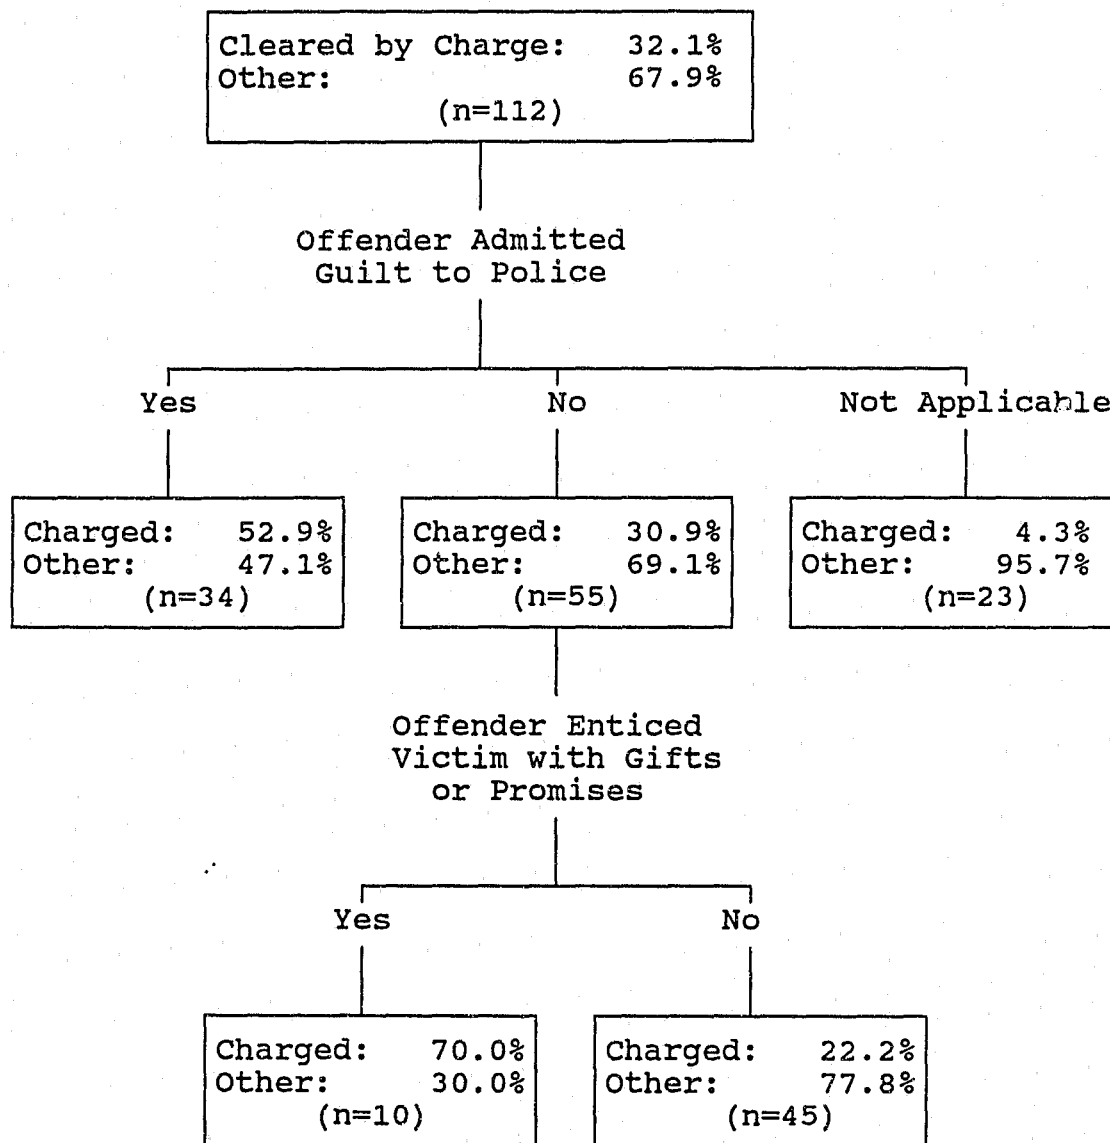 Cleared by Charge: 32.1%
Other: 67.9%
(n=112)
Offender Admitted
Guilt to Police
Yes No Not Applicable
Charged: 52.9% Charged: 30.9% Charged: 4.3%
Other: 47.1% Other: 69.1% Other: 95.7%
(n=34) (n=55) (n=23)
Offender Enticed
Victim with Gifts
or Promises
Yes No
Charged: 70.0% Charged: 22.2%
Other: 30.0% Other: 77.8%
(n=10) (n=45)